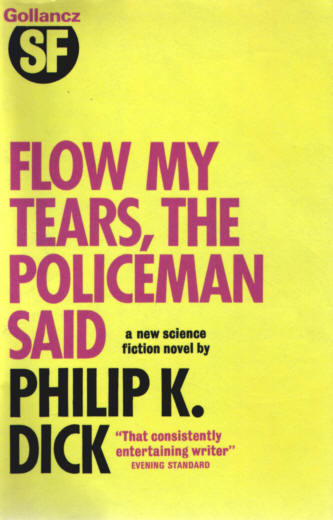 Gollancz
SF
FLOW MY
TEARS, THE
POLICEMAN
SAID
a new science
fiction novel by
PHILIP K.
DICK
"That consistently
entertaining writer"
EVENING STANDARD